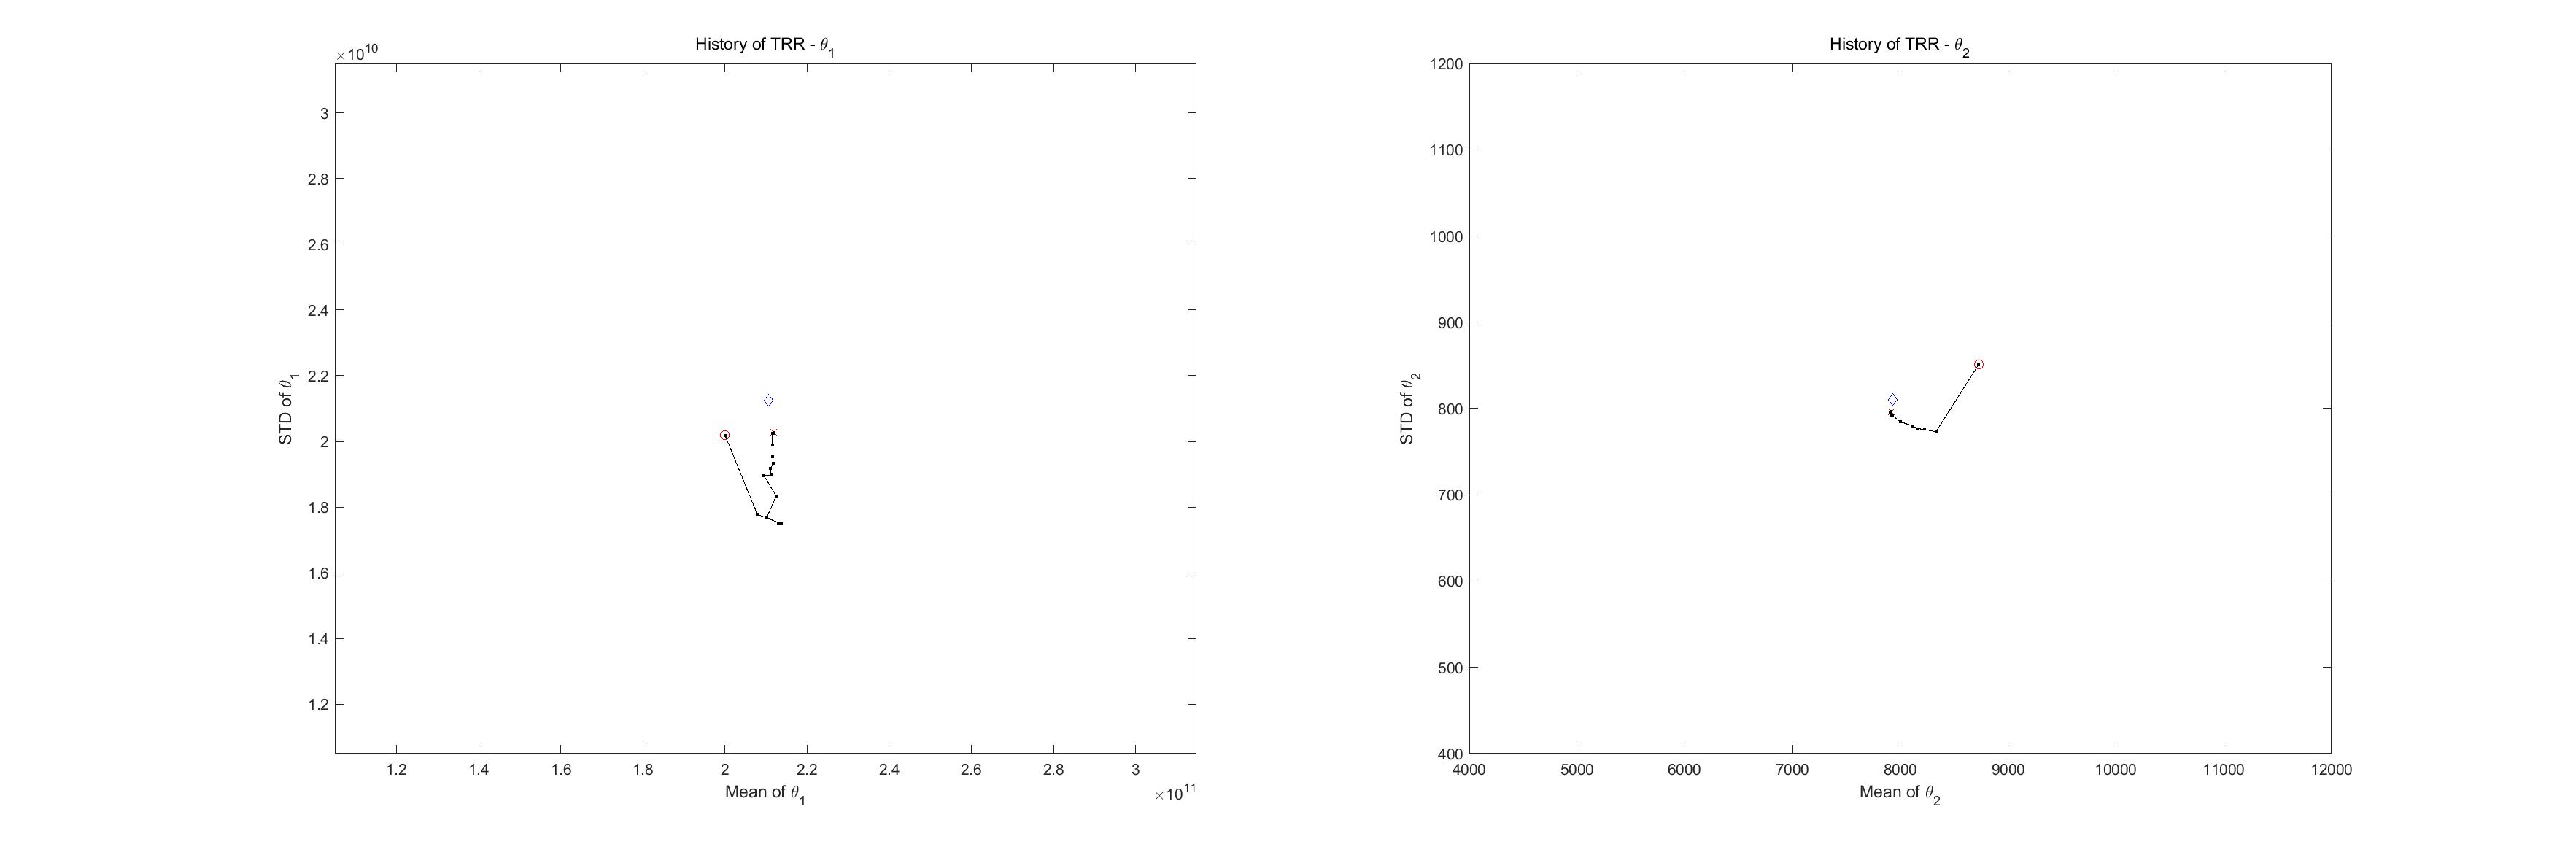 History of TRR - θ1
×10^10
3
2.8
2.6
2.4
2.2
2
1.8
1.6
1.4
1.2
STD of θ1
1.2 1.4 1.6 1.8 2 2.2 2.4 2.6 2.8 3
Mean of θ1
×10^11
History of TRR - θ2
1200
1100
1000
900
800
700
600
500
400
STD of θ2
4000 5000 6000 7000 8000 9000 10000 11000 12000
Mean of θ2